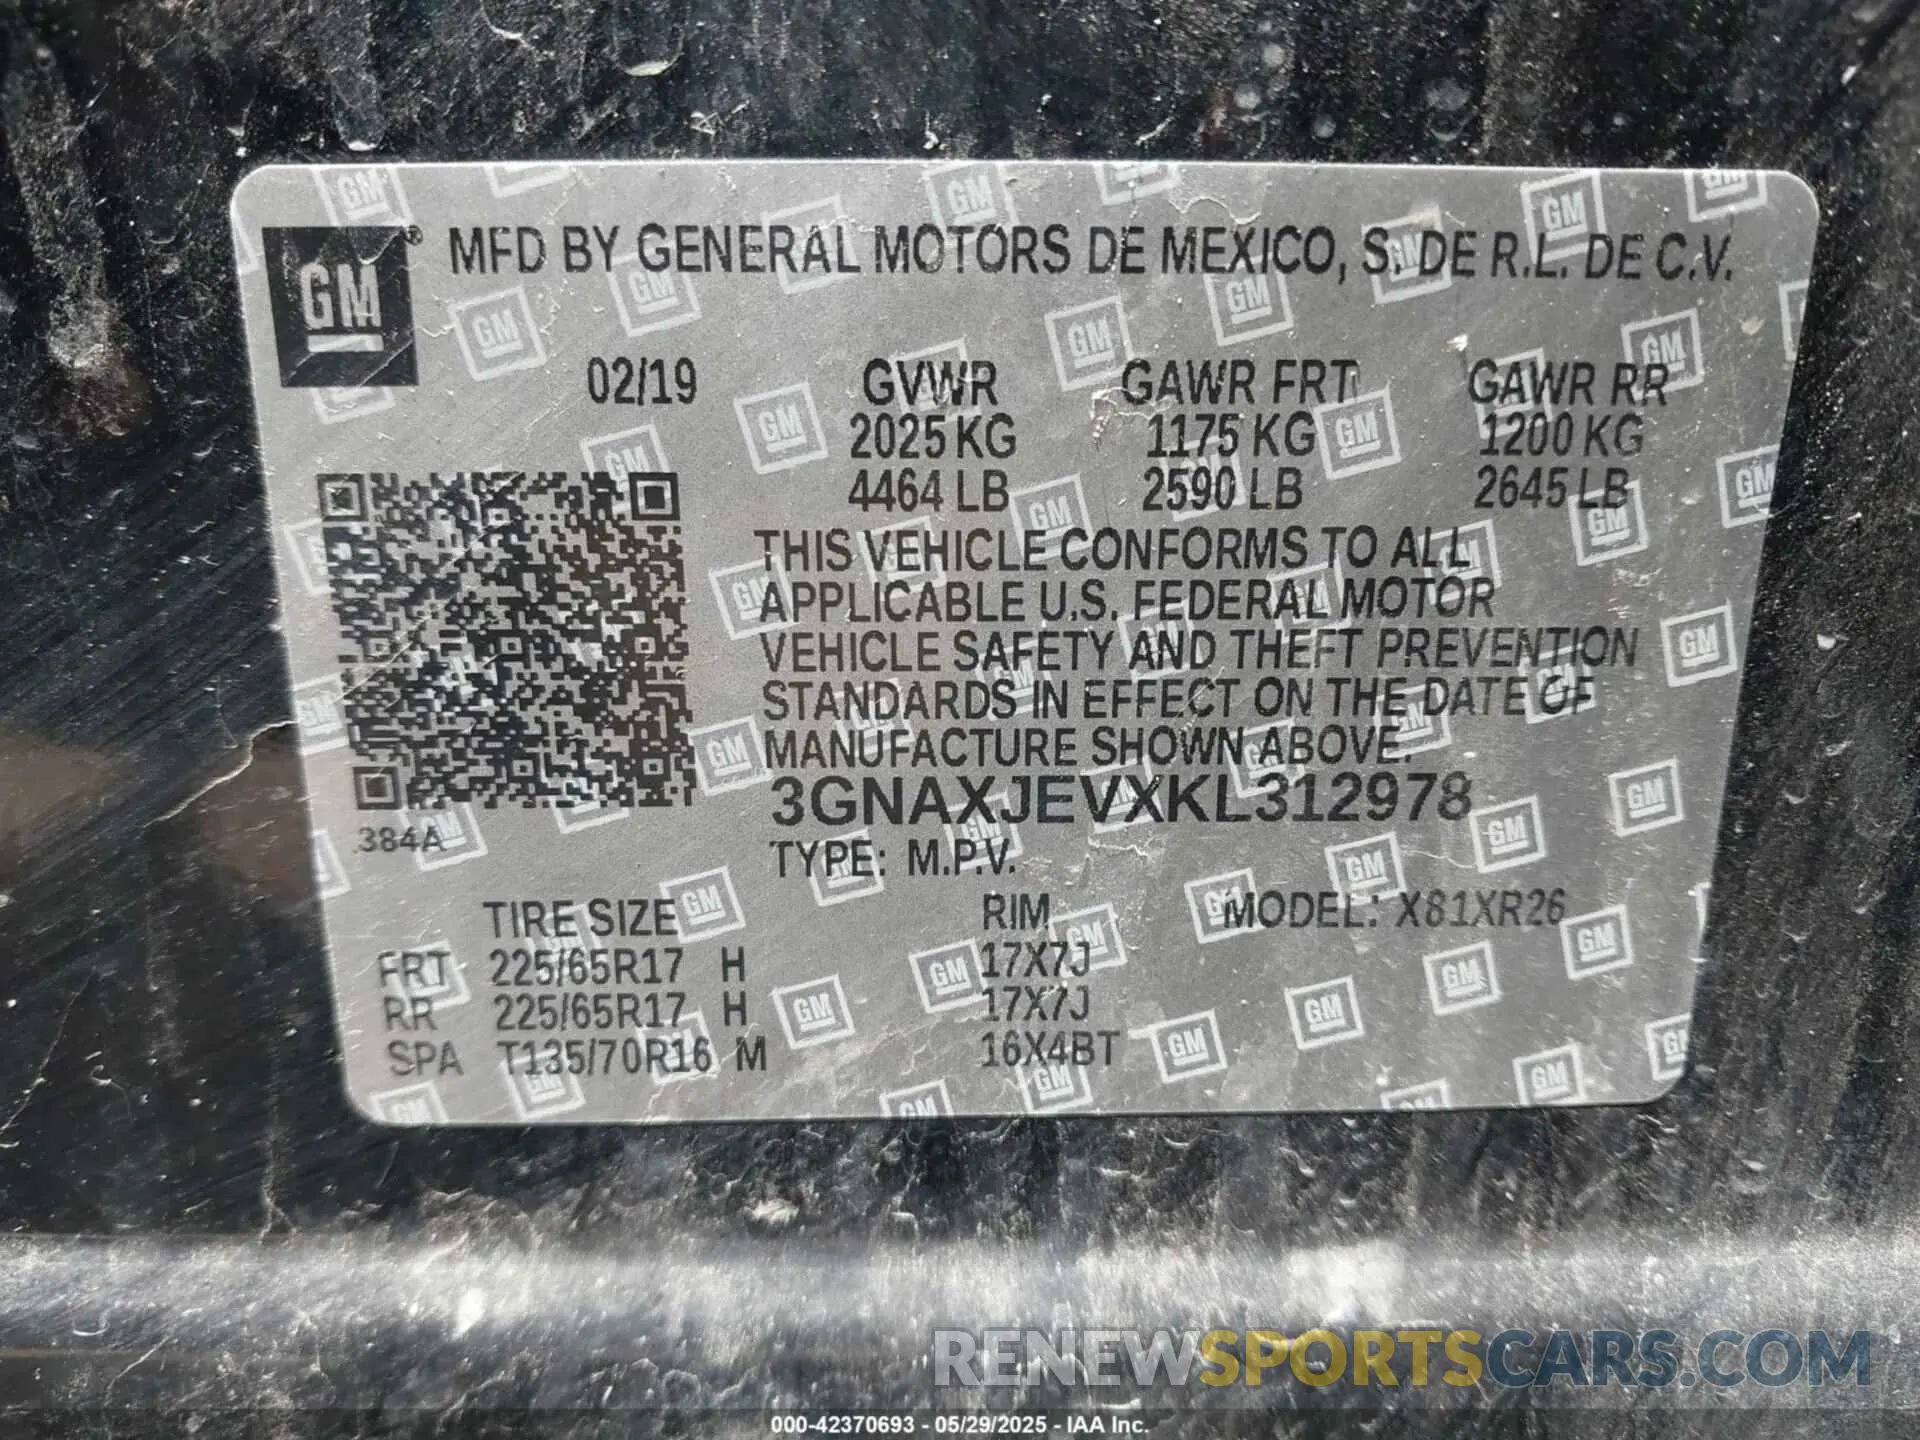 GM® MFD BY GENERAL MOTORS DE MEXICO, S. DE R.L. DE C.V.
02/19 GVWR GAWR FRT GAWR RR
2025 KG 1175 KG 1200 KG
4464 LB 2590 LB 2645 LB
THIS VEHICLE CONFORMS TO ALL
APPLICABLE U.S. FEDERAL MOTOR
VEHICLE SAFETY AND THEFT PREVENTION
STANDARDS IN EFFECT ON THE DATE OF
MANUFACTURE SHOWN ABOVE.
3GNAXJEVXKL312978
384A
TYPE: M.P.V.
TIRE SIZE RIM MODEL: X81XR26
FRT 225/65R17 H 17X7J
RR 225/65R17 H 17X7J
SPA T135/70R16 M 16X4BT
RENEWSPORTSCARS.COM
000-42370693 - 05/29/2025 - IAA Inc.